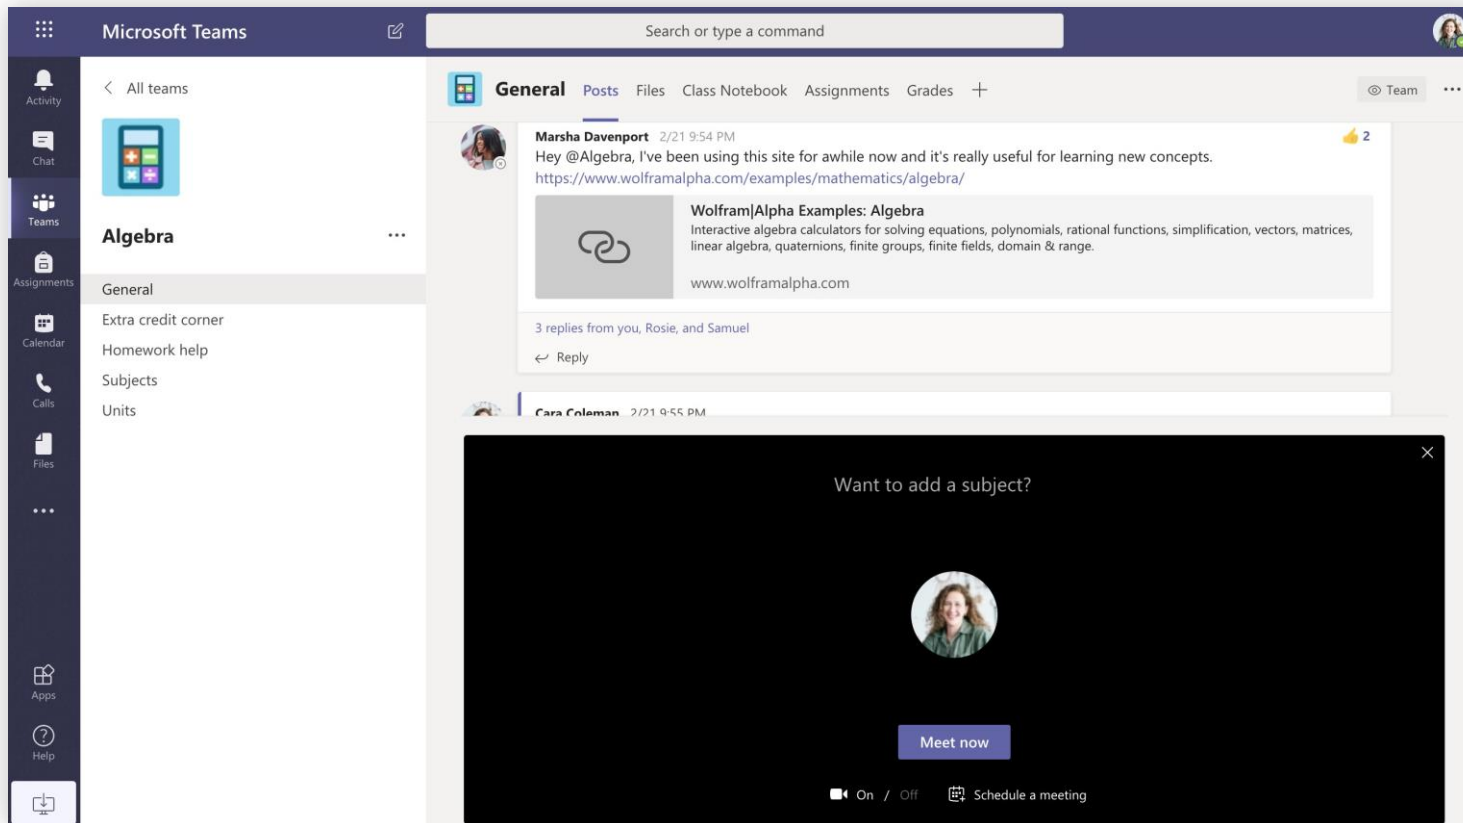 Microsoft Teams
Search or type a command
Activity
Chat
Teams
Assignments
Calendar
Calls
Files
Apps
Help
All teams
Algebra
General
Extra credit corner
Homework help
Subjects
Units
General Posts Files Class Notebook Assignments Grades
Team
Marsha Davenport 2/21 9:54 PM
2
Hey @Algebra, I've been using this site for awhile now and it's really useful for learning new concepts.
https://www.wolframalpha.com/examples/mathematics/algebra/
Wolfram|Alpha Examples: Algebra
Interactive algebra calculators for solving equations, polynomials, rational functions, simplification, vectors, matrices,
linear algebra, quaternions, finite groups, finite fields, domain & range.
www.wolframalpha.com
3 replies from you, Rosie, and Samuel
Reply
Cara Coleman 2/21 9:55 PM
Want to add a subject?
Meet now
On / Off
Schedule a meeting